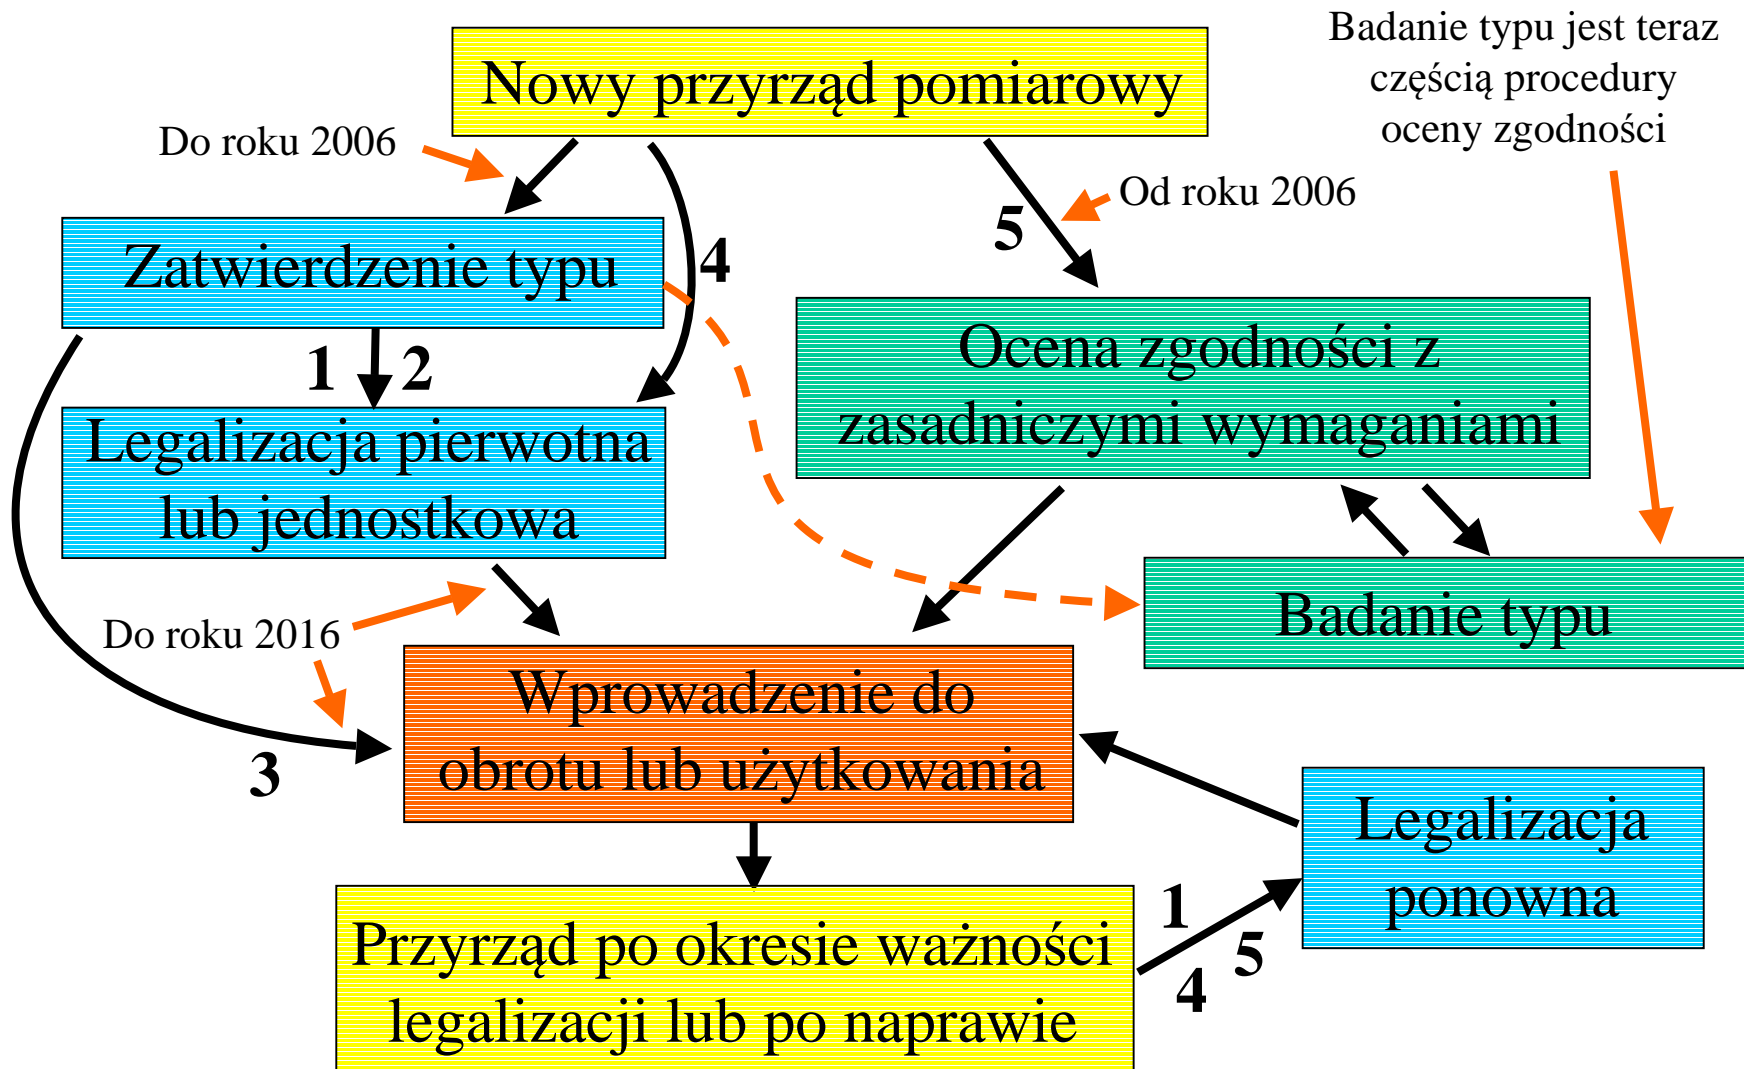 Badanie typu jest teraz
częścią procedury
oceny zgodności
Nowy przyrząd pomiarowy
Do roku 2006
Od roku 2006
5
4
Zatwierdzenie typu
1 2
Ocena zgodności z
zasadniczymi wymaganiami
Legalizacja pierwotna
lub jednostkowa
Badanie typu
Do roku 2016
3
Wprowadzenie do
obrotu lub użytkowania
Legalizacja
ponowna
1
5
4
Przyrząd po okresie ważności
legalizacji lub po naprawie